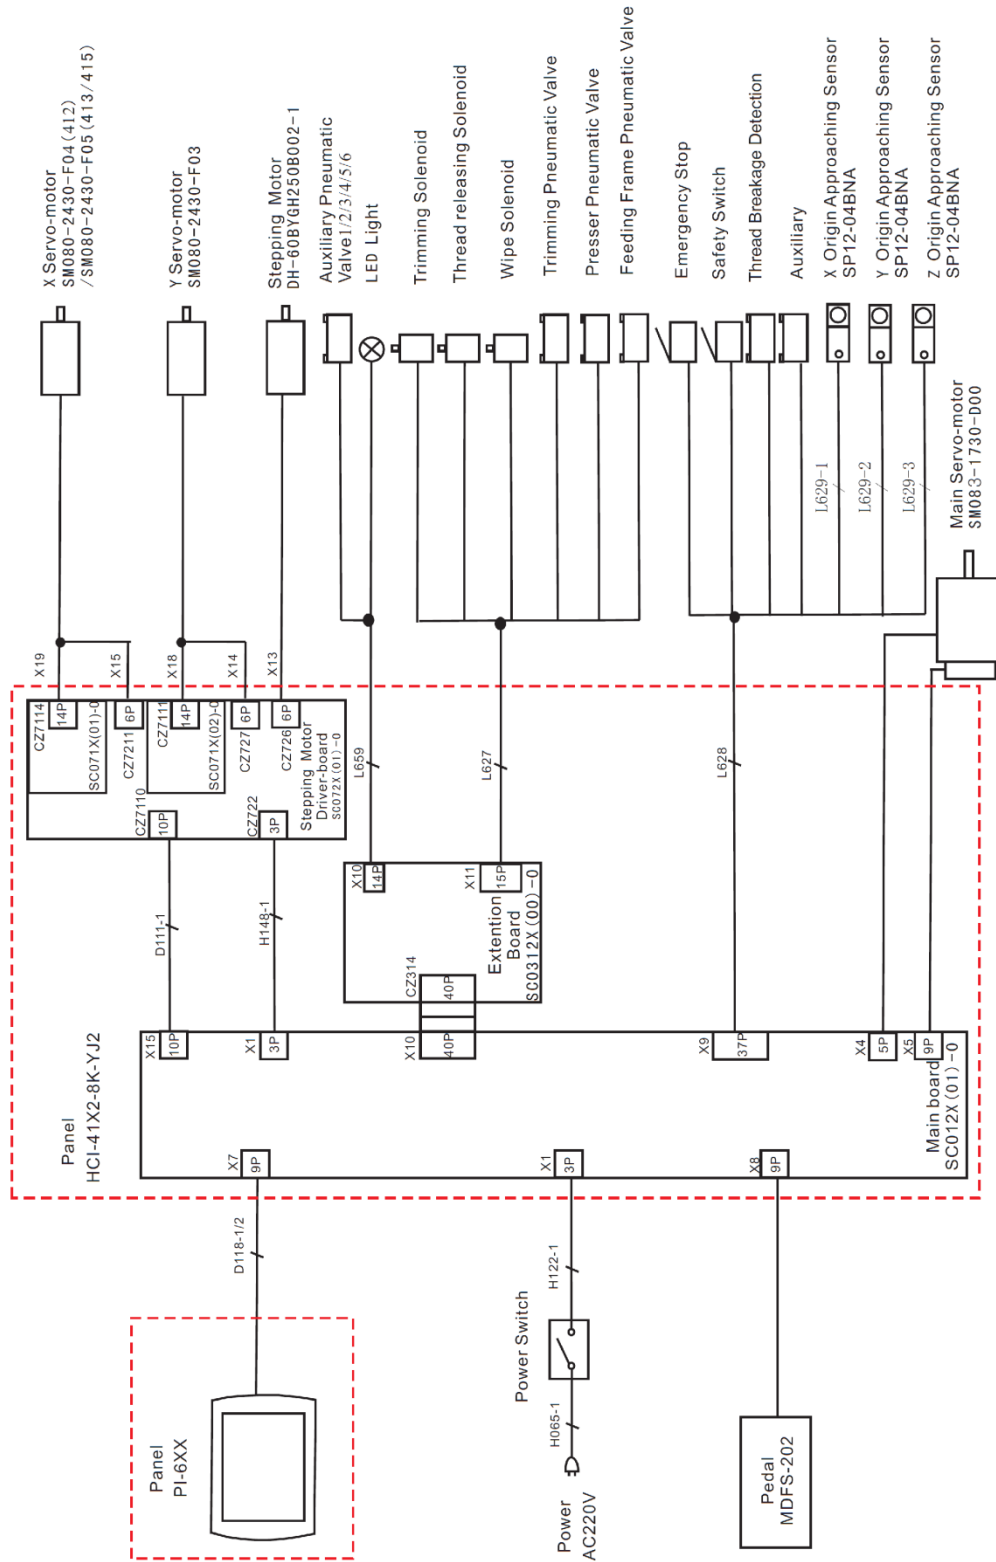 X Servo-motor
SM080-2430-F04(412)
/SM080-2430-F05(413/415)
Y Servo-motor
SM080-2430-F03
Stepping Motor
DH-60BYGH250B002-1
Auxiliary Pneumatic
Valve1/2/3/4/5/6
LED Light
Trimming Solenoid
Thread releasing Solenoid
Wipe Solenoid
Trimming Pneumatic Valve
Presser Pneumatic Valve
Feeding Frame Pneumatic Valve
Emergency Stop
Safety Switch
Thread Breakage Detection
Auxiliary
X Origin Approaching Sensor
SP12-04BNA
Y Origin Approaching Sensor
SP12-04BNA
Z Origin Approaching Sensor
SP12-04BNA
L629-1
L629-2
L629-3
Main Servo-motor
SM083-1730-D00
X19
X15
X18
X14
X13
CZ7114
14P
SC071X(01)-0
CZ7211
6P
CZ7111
14P
SC071X(02)-0
CZ727
6P
CZ726
6P
Stepping Motor
Driver-board
SC072X(01)-0
CZ7110
10P
CZ722
3P
L659
L627
L628
D111-1
H148-1
X10
14P
X11
15P
Extention
Board
SC0312X(00)-0
CZ314
40P
X15
10P
X1
3P
X10
40P
X9
37P
X4
5P
X5
9P
Main board
SC012X(01)-0
Panel
HCI-41X2-8K-YJ2
X7
9P
X1
3P
X8
9P
D118-1/2
H122-1
Power Switch
H065-1
Panel
PI-6XX
Power
AC220V
Pedal
MDFS-202